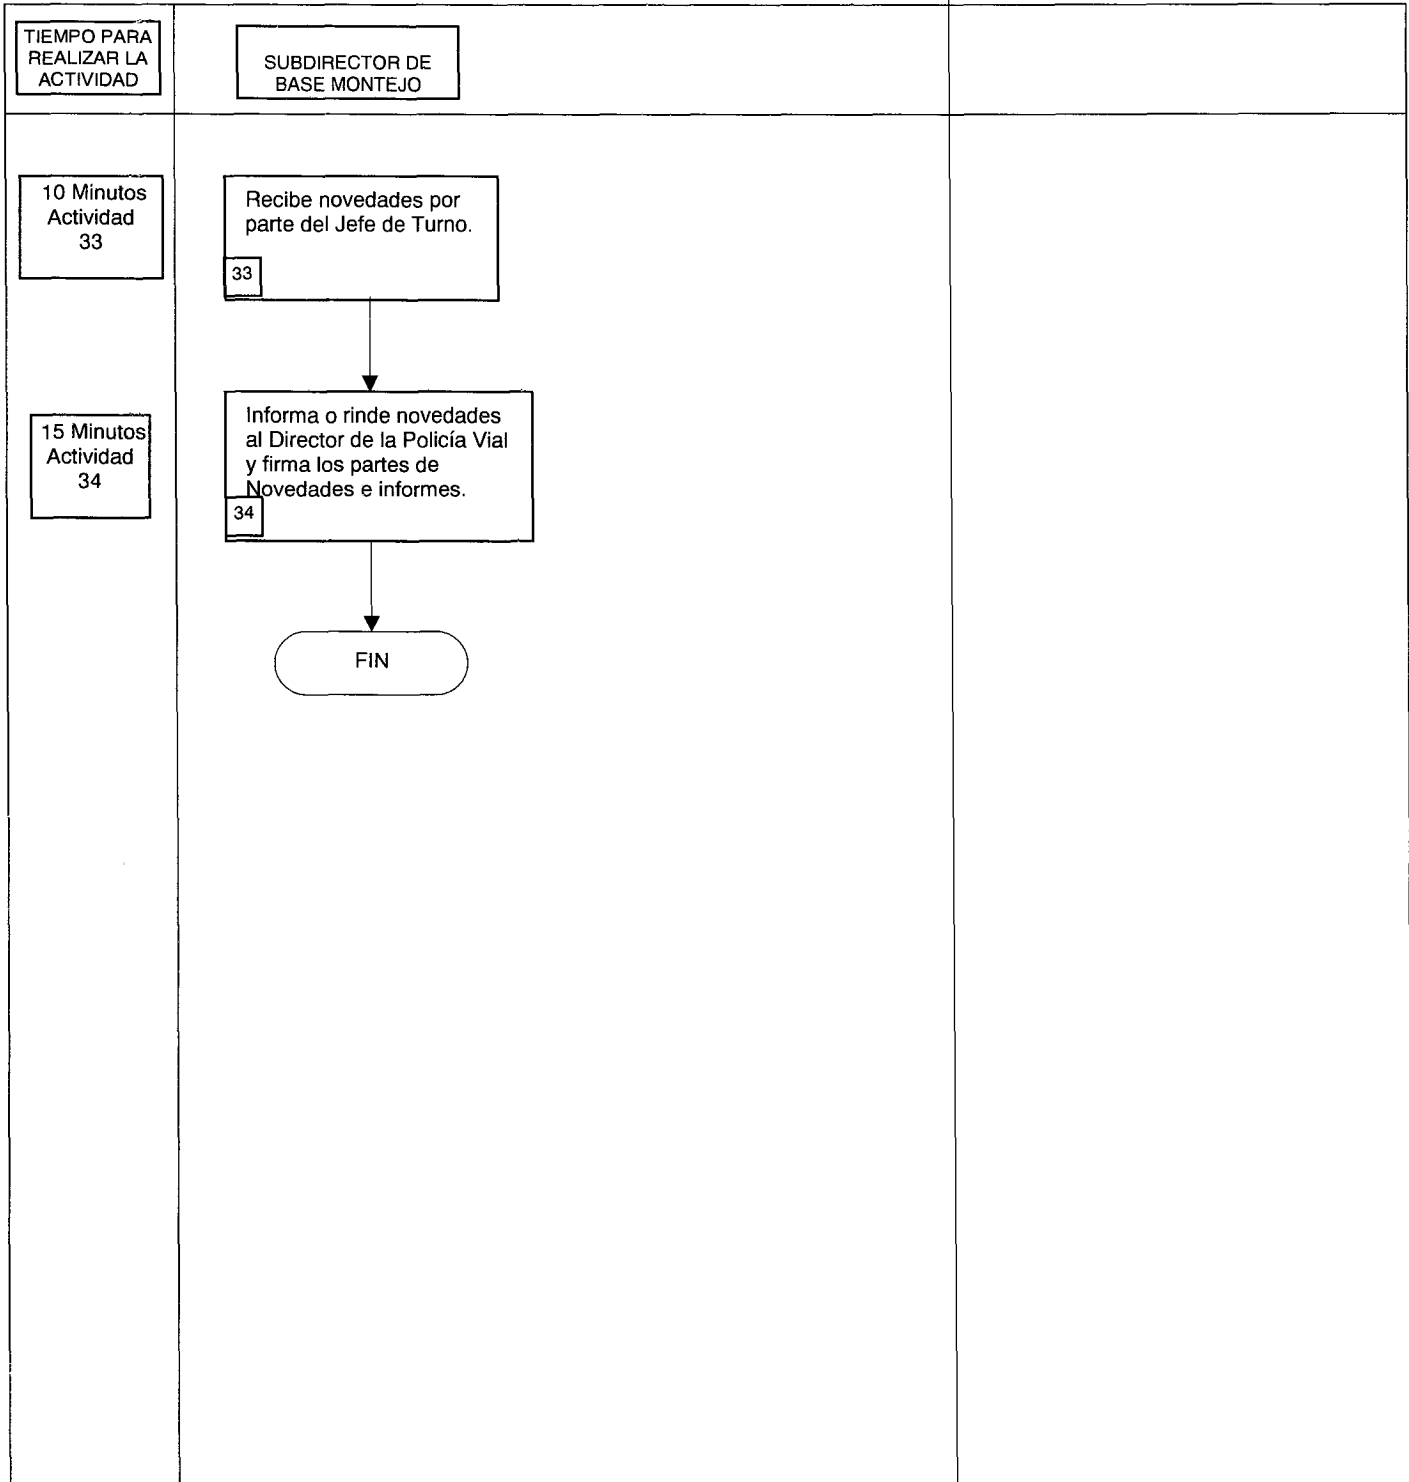 TIEMPO PARA
REALIZAR LA
ACTIVIDAD
SUBDIRECTOR DE
BASE MONTEJO
10 Minutos
Actividad
33
Recibe novedades por
parte del Jefe de Turno.
33
15 Minutos
Actividad
34
Informa o rinde novedades
al Director de la Policía Vial
y firma los partes de
Novedades e informes.
34
FIN